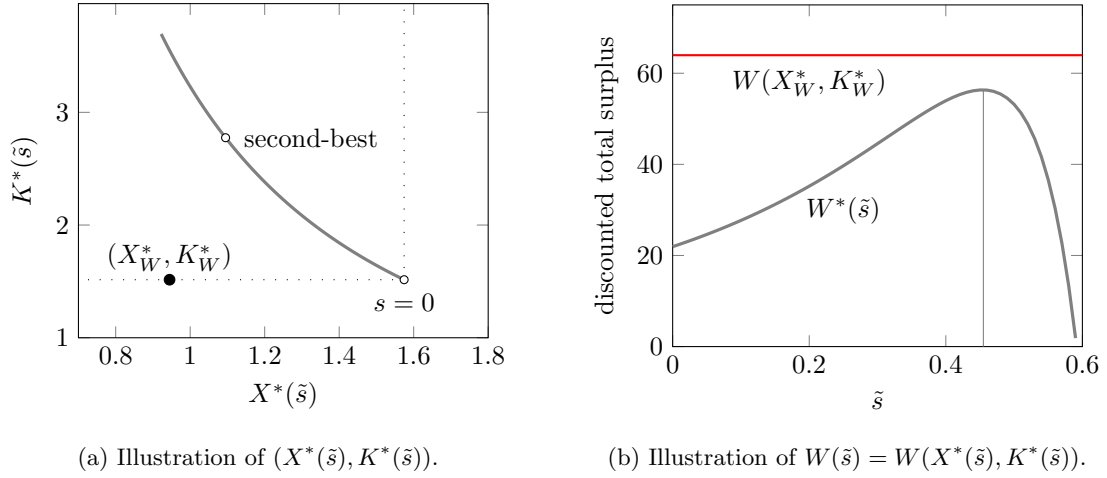 3
2
1
K*(s̃)
second-best
(X*_W, K*_W)
s = 0
0.8 1 1.2 1.4 1.6 1.8
X*(s̃)
(a) Illustration of (X*(s̃), K*(s̃)).
60
40
20
0
discounted total surplus
W(X*_W, K*_W)
W*(s̃)
0 0.2 0.4 0.6
s̃
(b) Illustration of W(s̃) = W(X*(s̃), K*(s̃)).